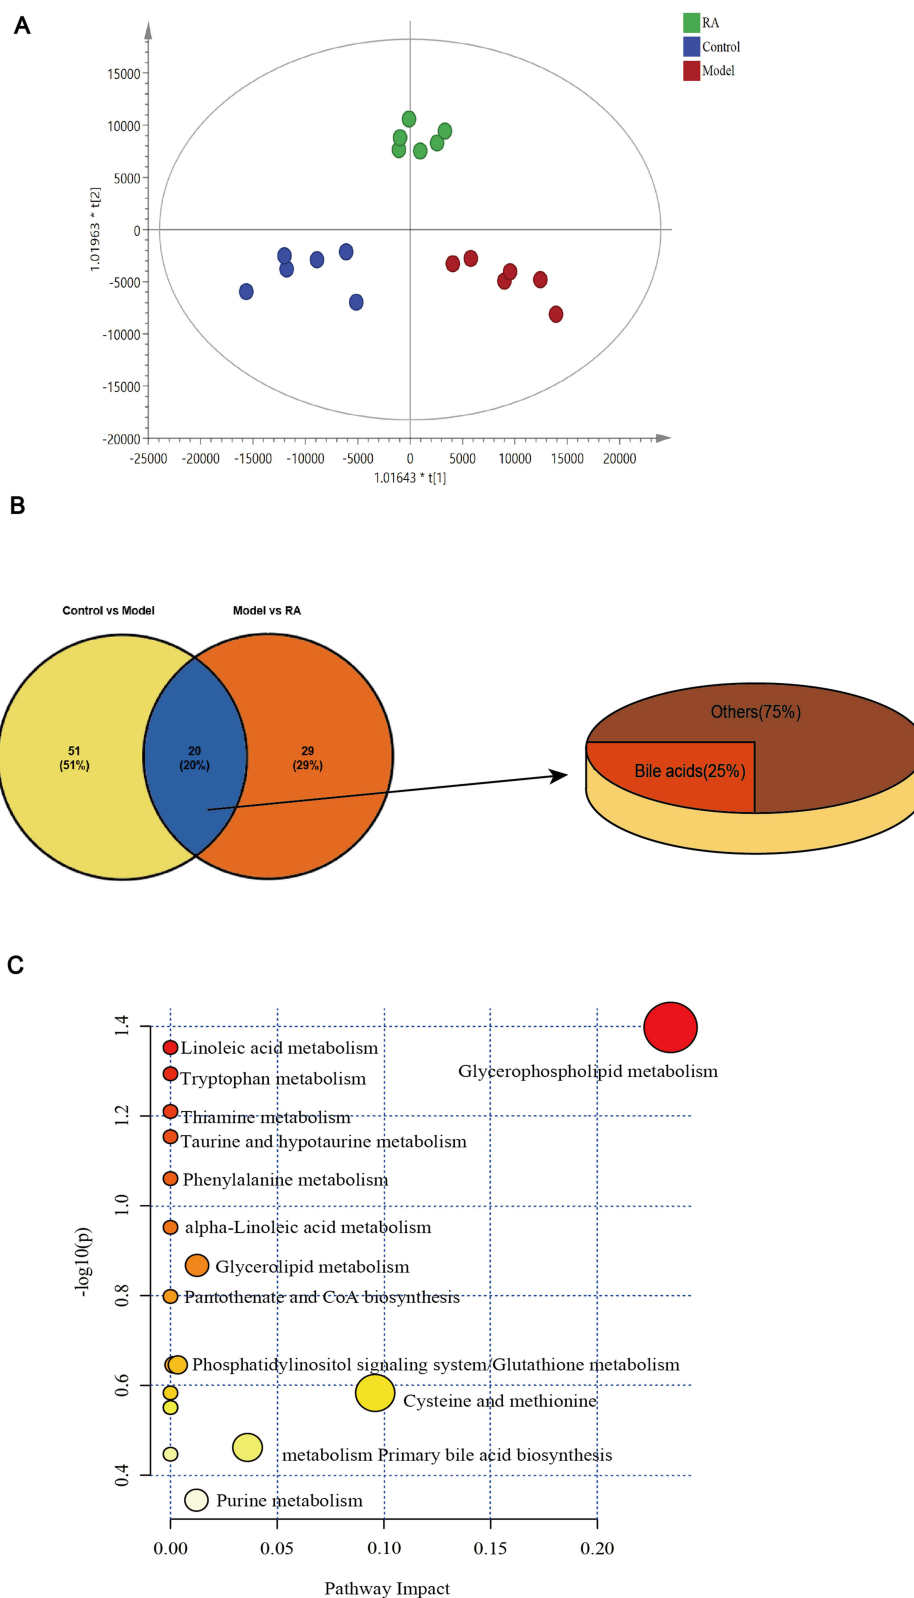 A
RA
Control
Model
15000
10000
5000
0
-5000
-10000
-15000
-20000
1.01963 * t[2]
-25000 -20000 -15000 -10000 -5000 0 5000 10000 15000 20000
1.01643 * t[1]
B
Control vs Model
Model vs RA
51
(51%)
20
(20%)
29
(29%)
Others(75%)
Bile acids(25%)
C
1.4
1.2
1.0
0.8
0.6
0.4
-log10(p)
Linoleic acid metabolism
Glycerophospholipid metabolism
Tryptophan metabolism
Thiamine metabolism
Taurine and hypotaurine metabolism
Phenylalanine metabolism
alpha-Linoleic acid metabolism
Glycerolipid metabolism
Pantothenate and CoA biosynthesis
Phosphatidylinositol signaling system/Glutathione metabolism
Cysteine and methionine
metabolism Primary bile acid biosynthesis
Purine metabolism
0.00 0.05 0.10 0.15 0.20
Pathway Impact